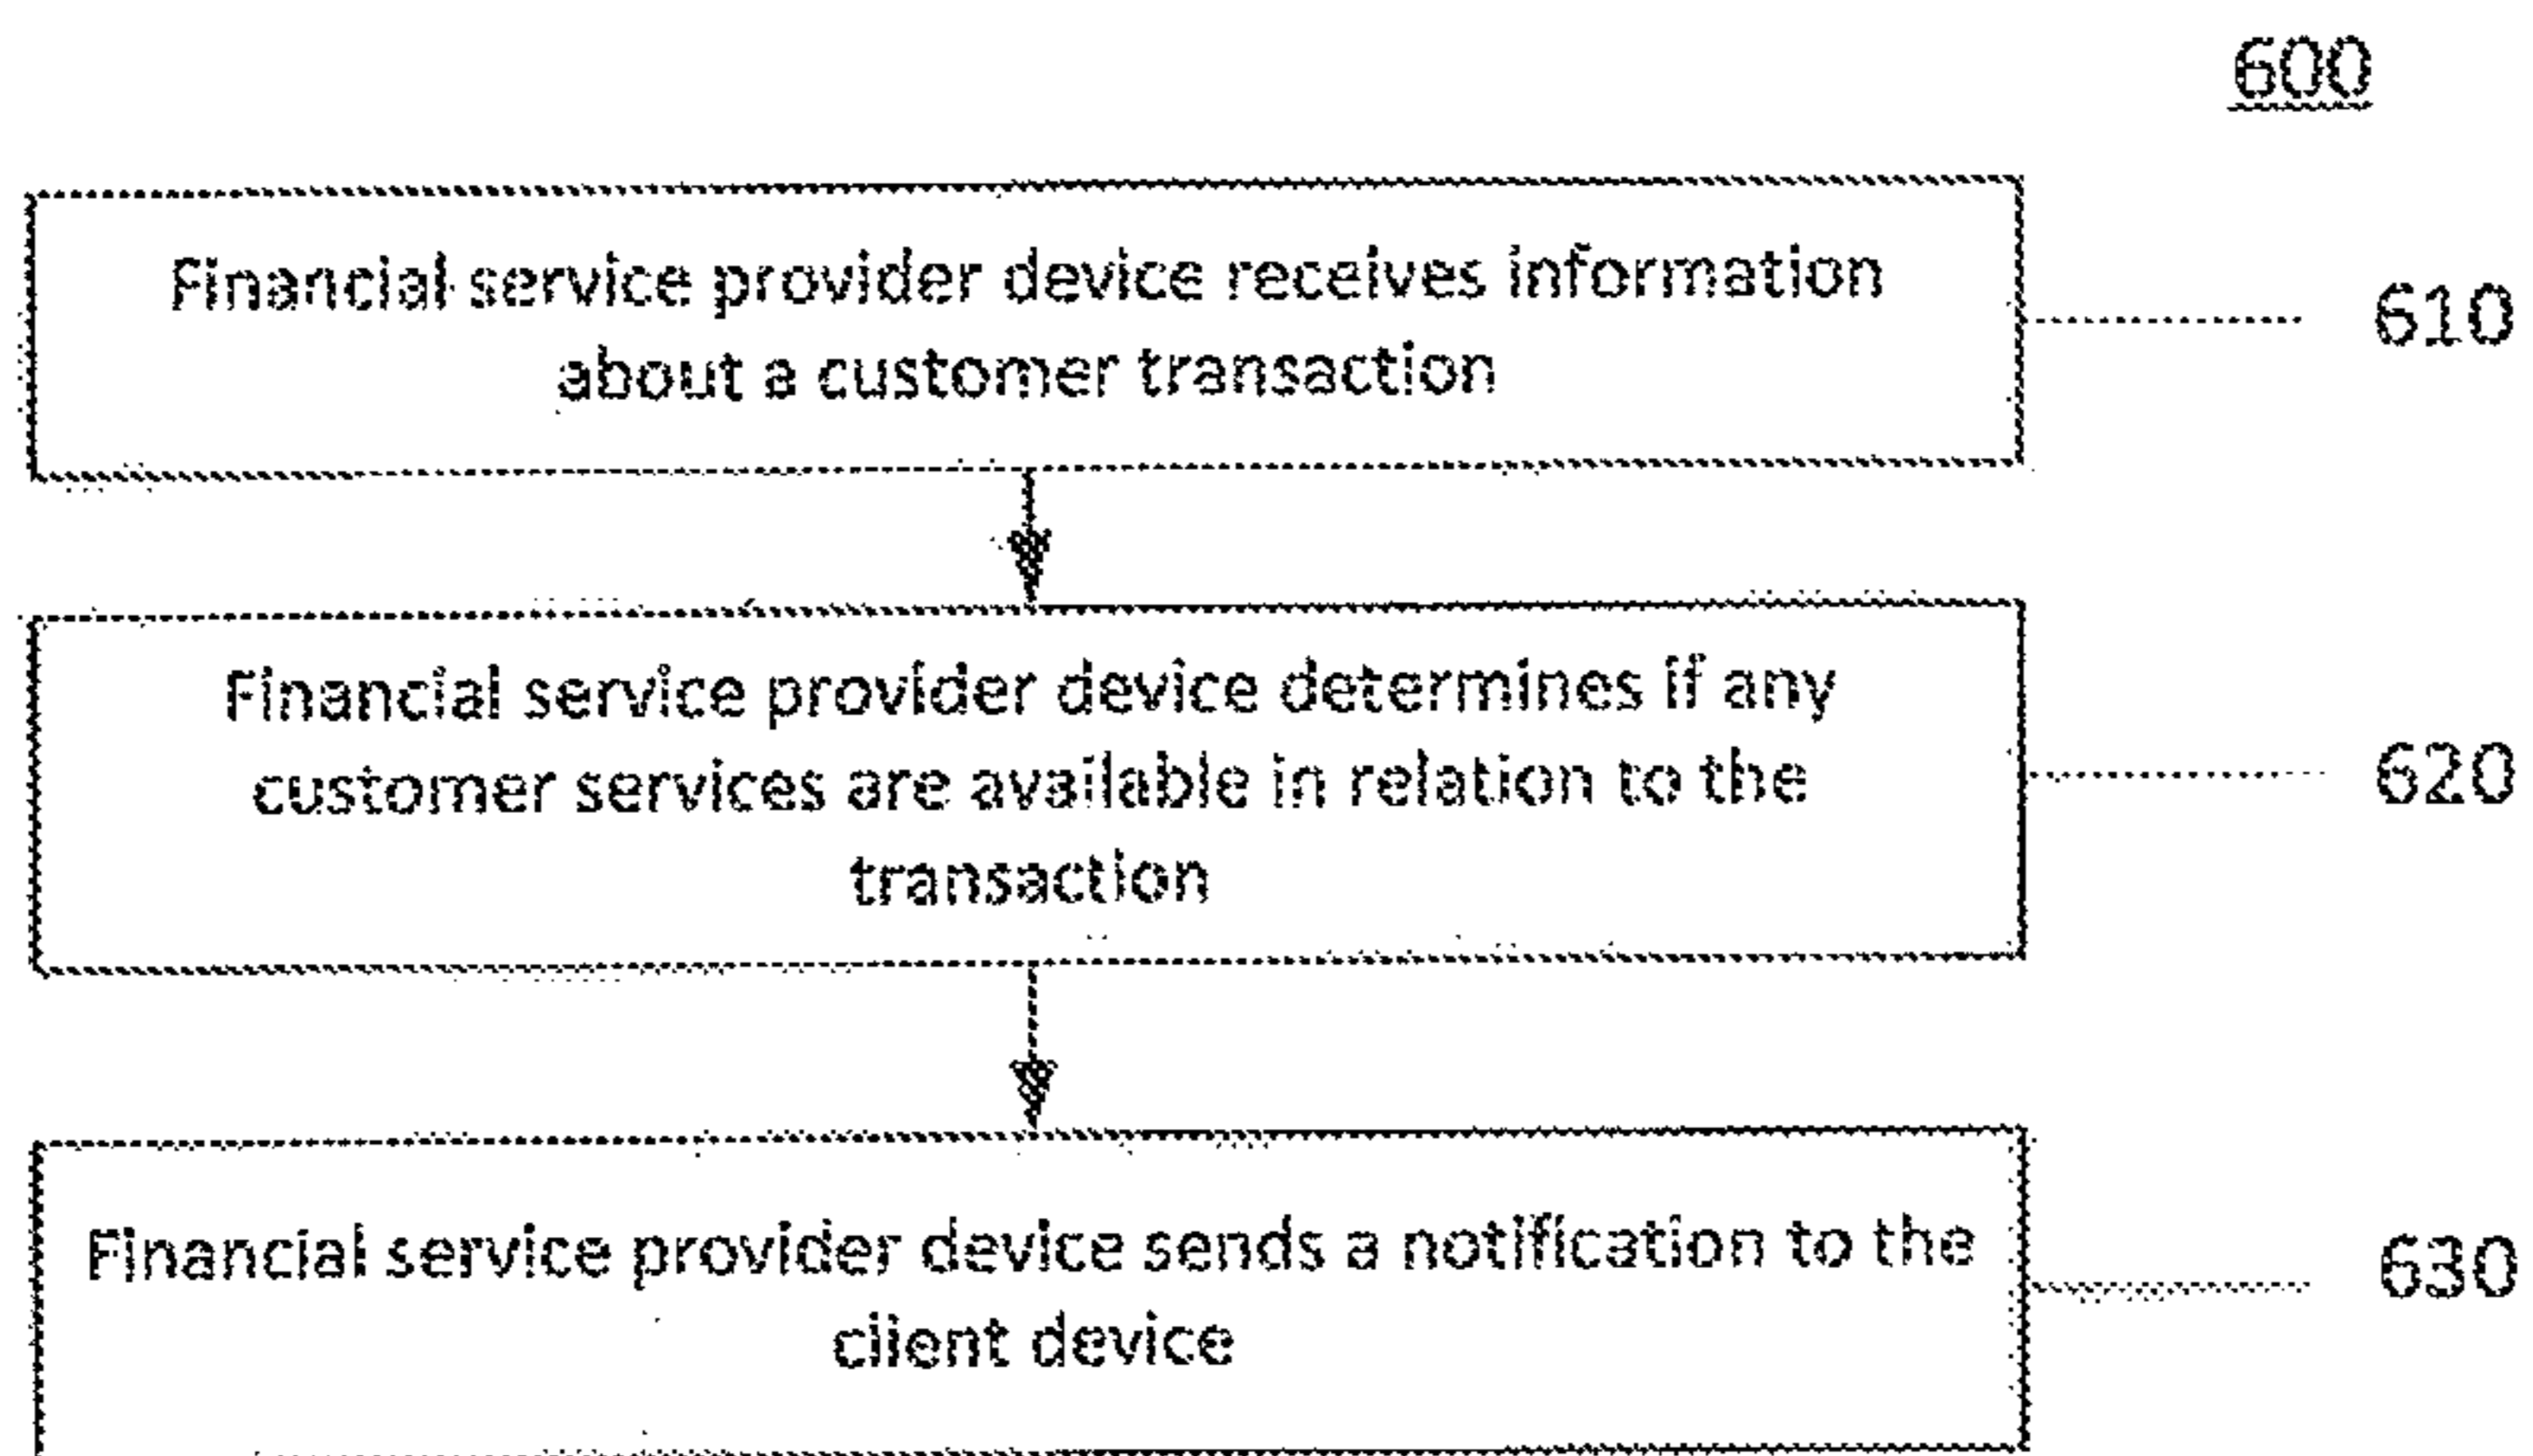 600
Financial service provider device receives information
about a customer transaction
610
Financial service provider device determines if any
customer services are available in relation to the
transaction
620
Financial service provider device sends a notification to the
client device
630